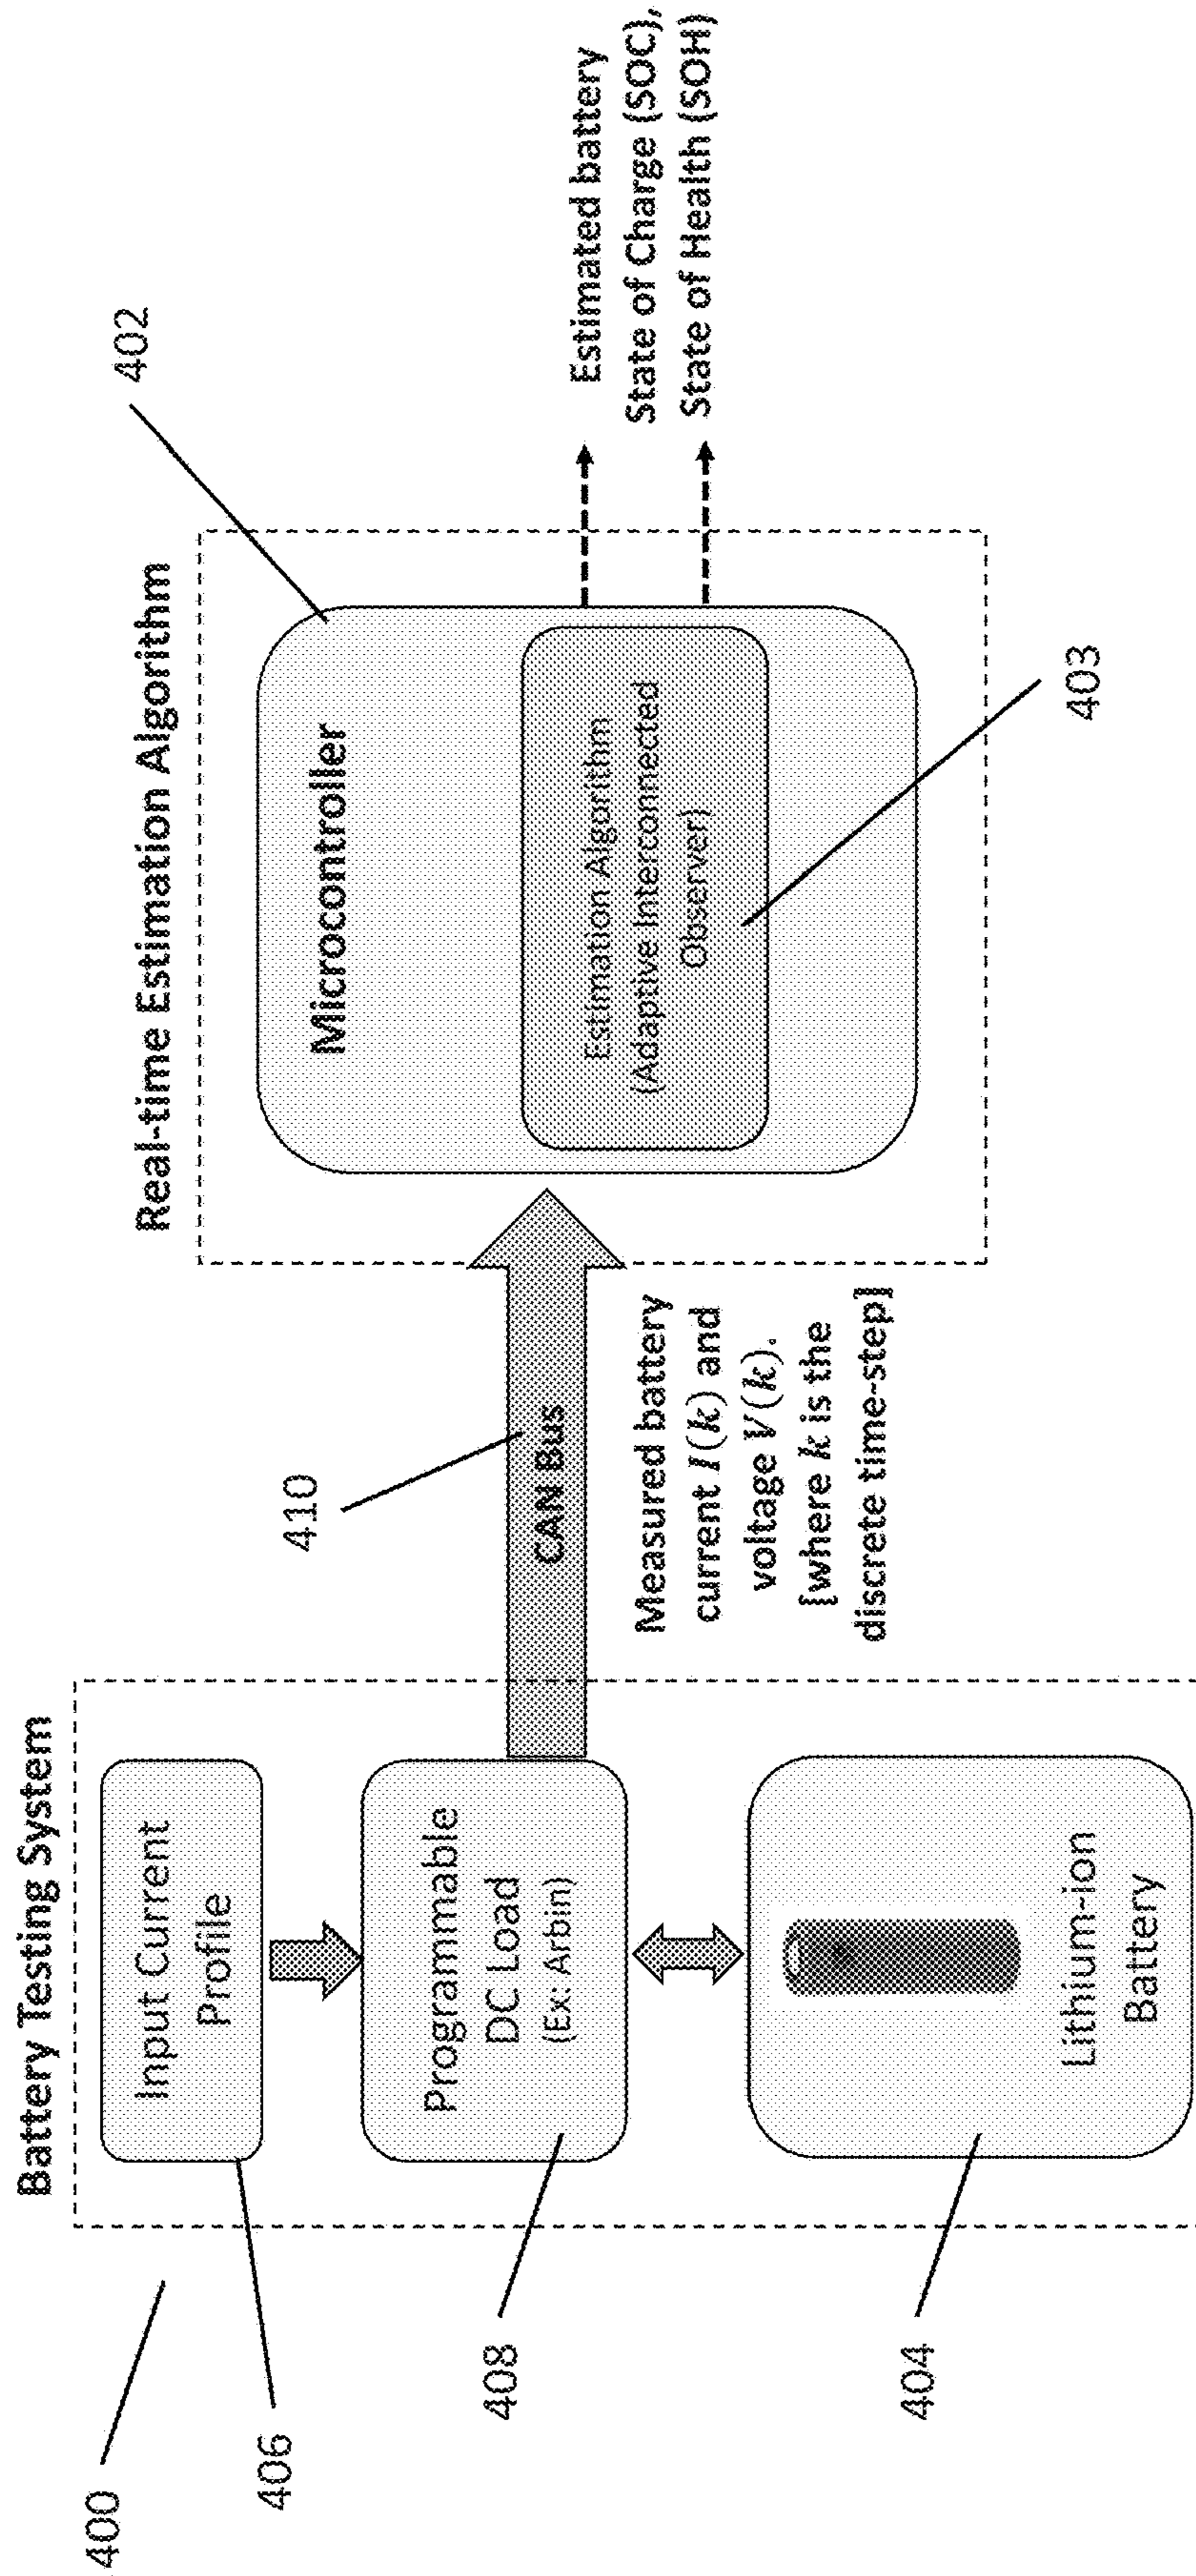 400
Battery Testing System
406
Input Current
Profile
408
Programmable
DC Load
(Ex: Arbin)
404
Lithium-ion
Battery
410
CAN Bus
Measured battery
current I(k) and
voltage V(k).
[where k is the
discrete time-step]
Real-time Estimation Algorithm
402
Microcontroller
Estimation Algorithm
(Adaptive Interconnected
Observer)
403
Estimated battery
State of Charge (SOC),
State of Health (SOH)